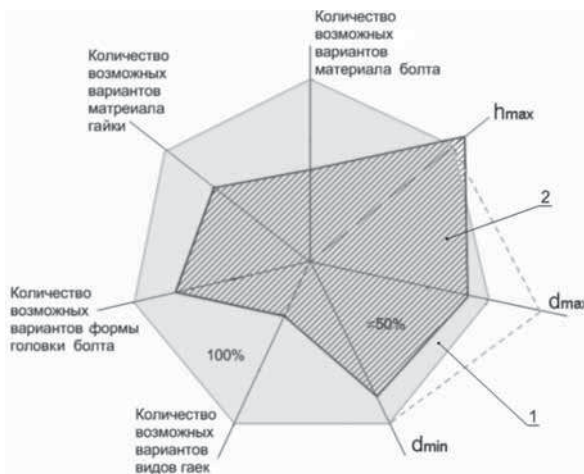 Количество
возможных
вариантов
материала болта
Количество
возможных
вариантов
матреиала
гайки
hmax
2
dmax
Количество
возможных
вариантов формы
головки болта
≈50%
100%
1
Количество
возможных
вариантов
видов гаек
dmin